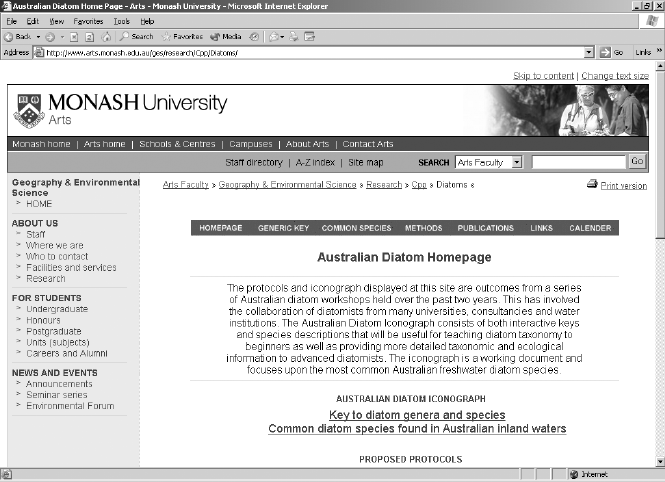 Australian Diatom Home Page - Arts - Monash University - Microsoft Internet Explorer
File Edit View Favorites Tools Help
Back Search Favorites Media
Address http://www.arts.monash.edu.au/ges/research/Cpp/Diatoms/ Go Links »
Skip to content | Change text size
MONASH University
Arts
Monash home | Arts home | Schools & Centres | Campuses | About Arts | Contact Arts
Staff directory | A-Z index | Site map SEARCH Arts Faculty Go
Geography & Environmental
Science
> HOME
ABOUT US
> Staff
> Where we are
> Who to contact
> Facilities and services
> Research
FOR STUDENTS
> Undergraduate
> Honours
> Postgraduate
> Units (subjects)
> Careers and Alumni
NEWS AND EVENTS
> Announcements
> Seminar series
> Environmental Forum
Arts Faculty » Geography & Environmental Science » Research » Cpp » Diatoms «
Print version
HOMEPAGE GENERIC KEY COMMON SPECIES METHODS PUBLICATIONS LINKS CALENDER
Australian Diatom Homepage
The protocols and iconograph displayed at this site are outcomes from a series
of Australian diatom workshops held over the past two years. This has involved
the collaboration of diatomists from many universities, consultancies and water
institutions. The Australian Diatom Iconograph consists of both interactive keys
and species descriptions that will be useful for teaching diatom taxonomy to
beginners as well as providing more detailed taxonomic and ecological
information to advanced diatomists. The iconograph is a working document and
focuses upon the most common Australian freshwater diatom species.
AUSTRALIAN DIATOM ICONOGRAPH
Key to diatom genera and species
Common diatom species found in Australian inland waters
PROPOSED PROTOCOLS
Internet